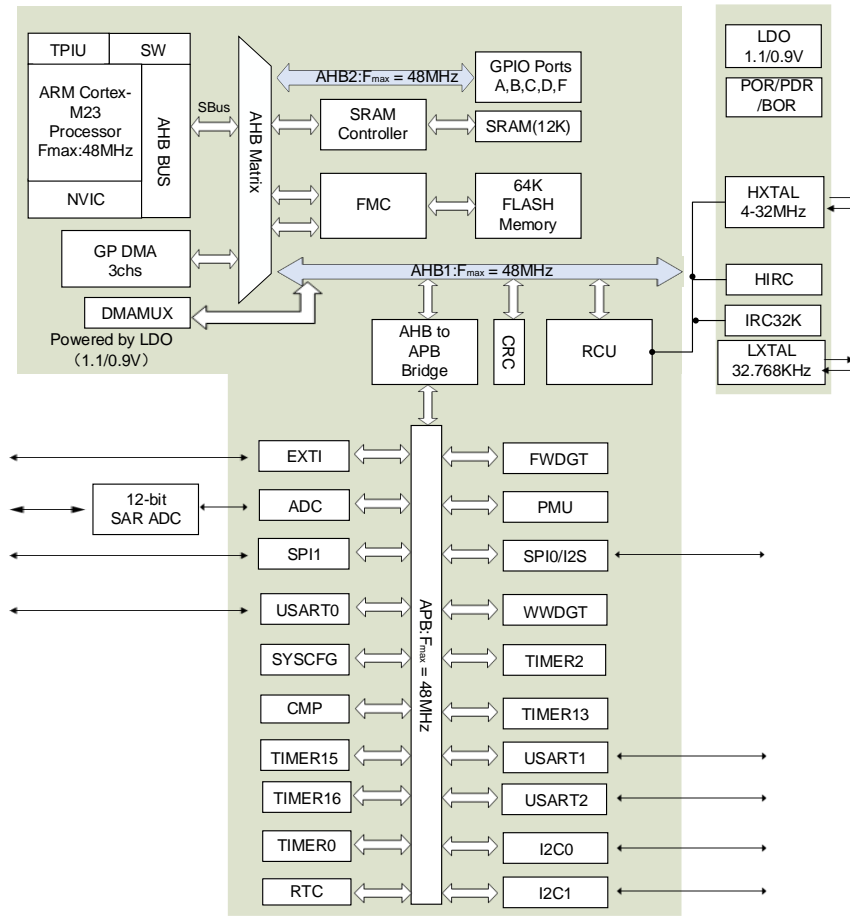 TPIU
SW
ARM Cortex-
M23
Processor
Fmax:48MHz
AHB BUS
NVIC
SBus
AHB Matrix
AHB2:Fmax = 48MHz
GPIO Ports
A,B,C,D,F
SRAM
Controller
SRAM(12K)
FMC
64K
FLASH
Memory
GP DMA
3chs
AHB1:Fmax = 48MHz
DMAMUX
Powered by LDO
（1.1/0.9V）
AHB to
APB
Bridge
CRC
RCU
LDO
1.1/0.9V
POR/PDR
/BOR
HXTAL
4-32MHz
HIRC
IRC32K
LXTAL
32.768KHz
EXTI
12-bit
SAR ADC
ADC
SPI1
USART0
SYSCFG
CMP
TIMER15
TIMER16
TIMER0
RTC
APB: Fmax = 48MHz
FWDGT
PMU
SPI0/I2S
WWDGT
TIMER2
TIMER13
USART1
USART2
I2C0
I2C1